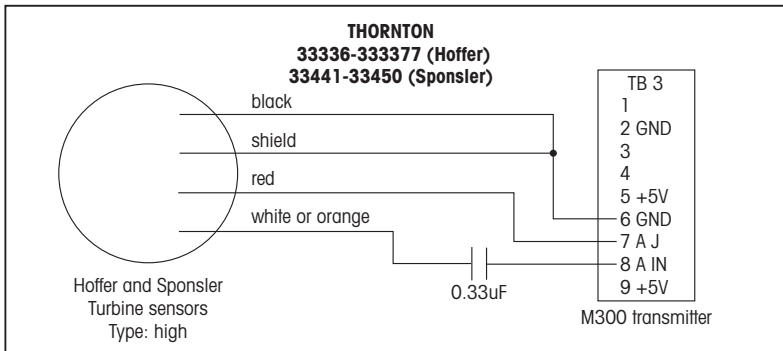 THORNTON
33336-333377 (Hoffer)
33441-33450 (Sponsler)
black
shield
red
white or orange
0.33uF
Hoffer and Sponsler
Turbine sensors
Type: high
TB 3
1
2 GND
3
4
5 +5V
6 GND
7 A J
8 A IN
9 +5V
M300 transmitter